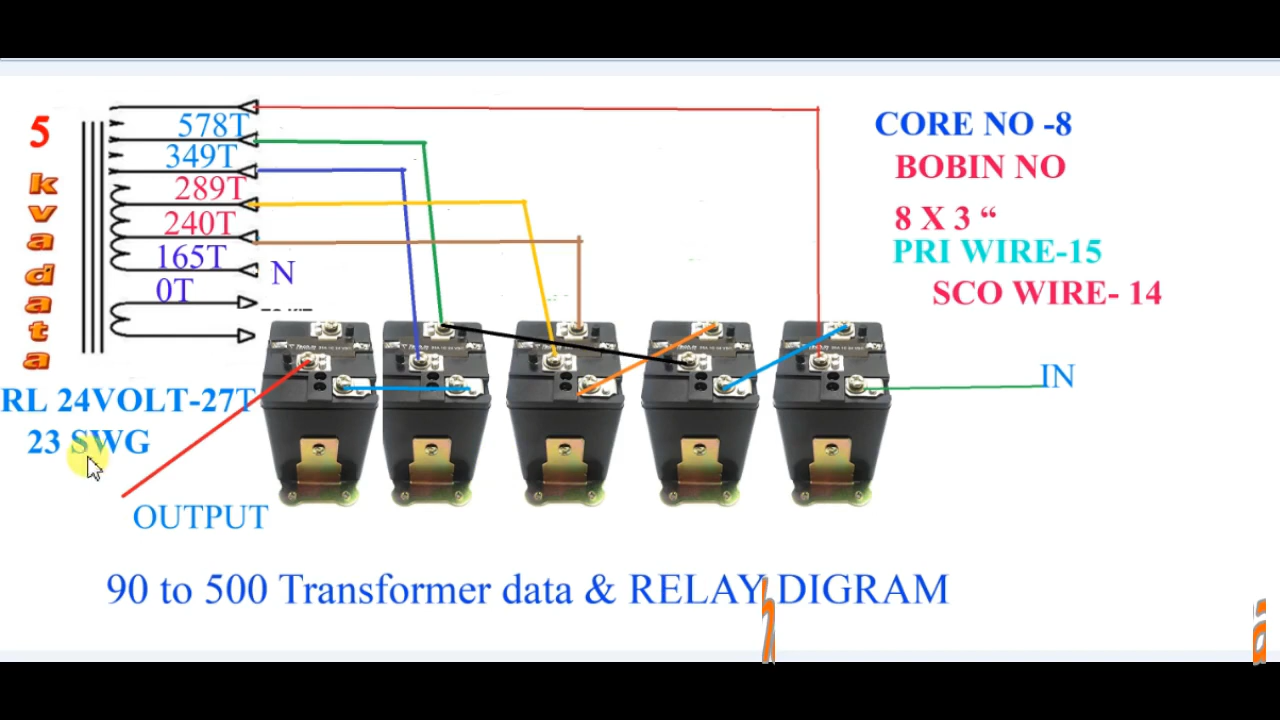 5
kvadata
578T
349T
289T
240T
165T
0T
N
CORE NO -8
BOBIN NO
8 X 3 “
PRI WIRE-15
SCO WIRE- 14
RL 24VOLT-27T
23 SWG
IN
OUTPUT
90 to 500 Transformer data & RELAY DIGRAM
a